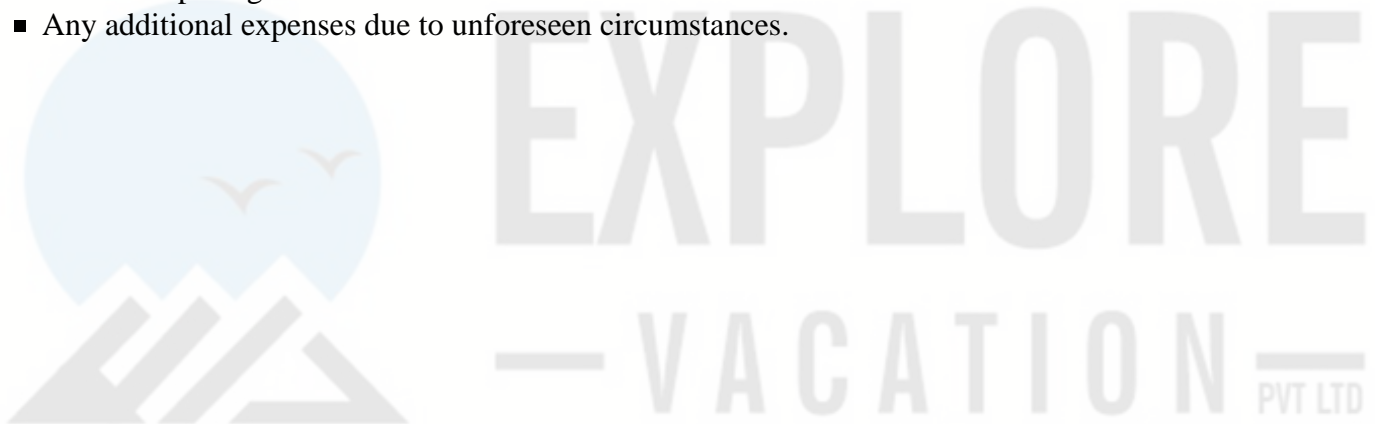 ■ Any additional expenses due to unforeseen circumstances.
EXPLORE
VACATION
PVT LTD